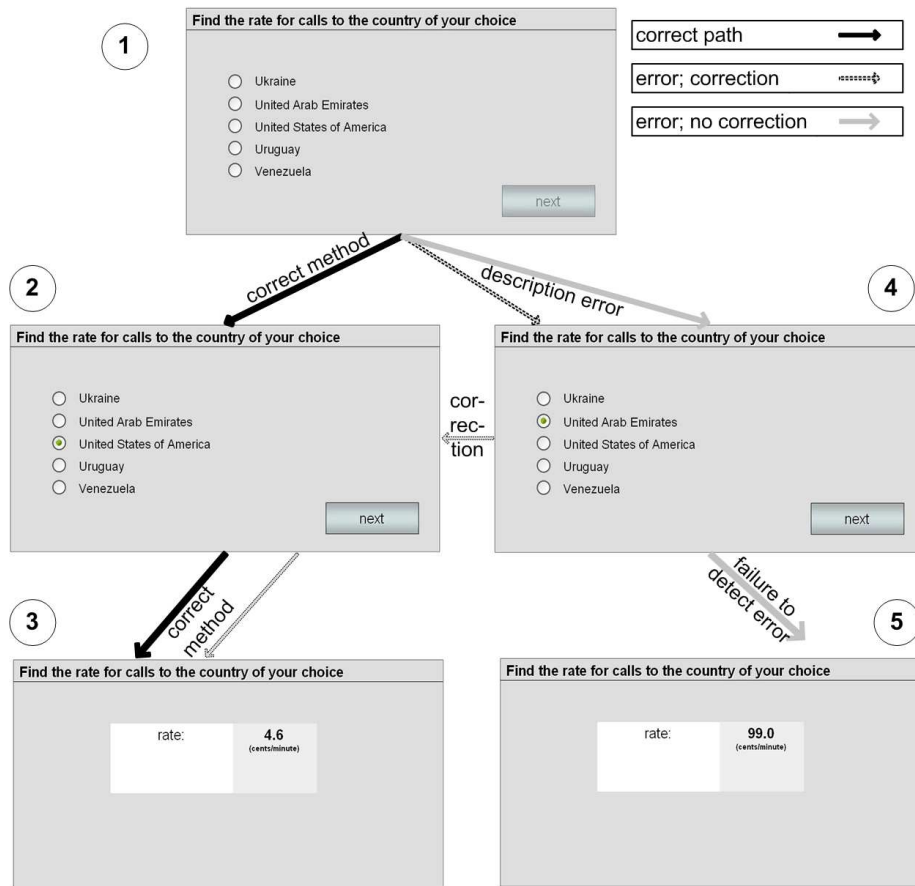 Find the rate for calls to the country of your choice
1
Ukraine
United Arab Emirates
United States of America
Uruguay
Venezuela
next
correct path
error; correction
error; no correction
correct method
description error
2
Find the rate for calls to the country of your choice
Ukraine
United Arab Emirates
United States of America
Uruguay
Venezuela
next
cor-
rec-
tion
4
Find the rate for calls to the country of your choice
Ukraine
United Arab Emirates
United States of America
Uruguay
Venezuela
next
correct
method
failure to
detect error
3
Find the rate for calls to the country of your choice
rate:
4.6
(cents/minute)
5
Find the rate for calls to the country of your choice
rate:
99.0
(cents/minute)